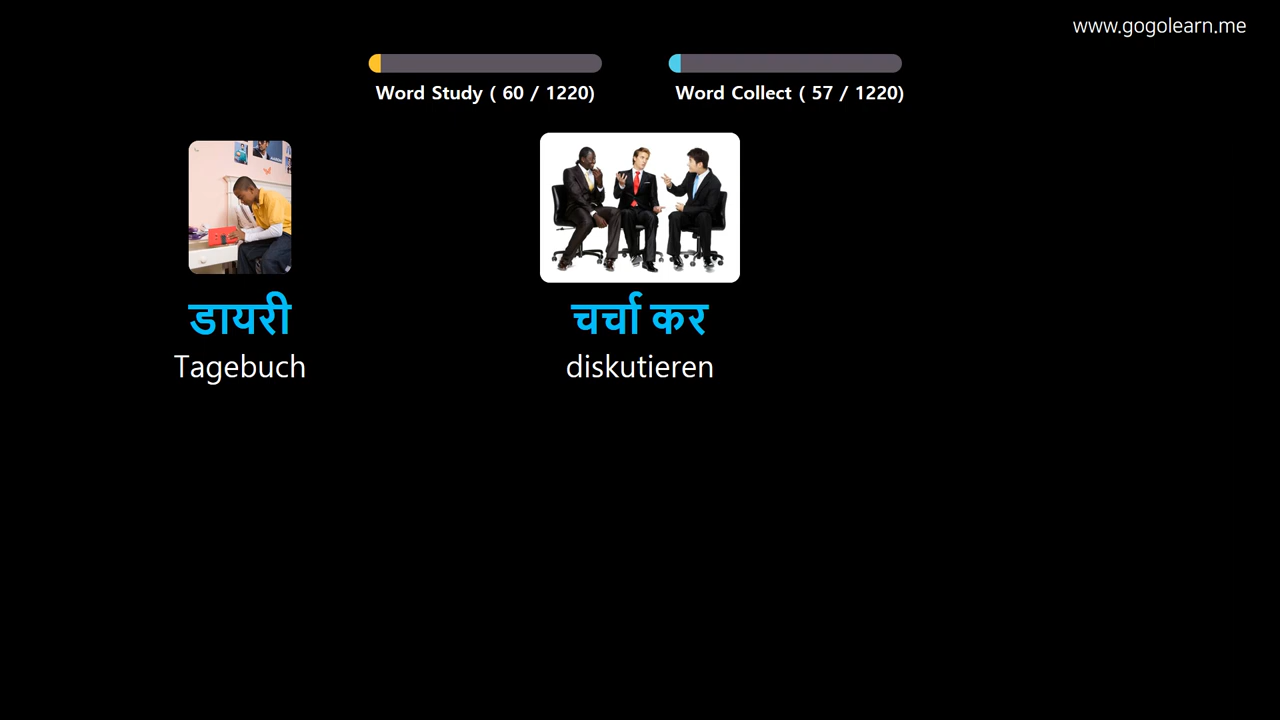 www.gogolearn.me
Word Study ( 60 / 1220)
Word Collect ( 57 / 1220)
डायरी
Tagebuch
चर्चा कर
diskutieren